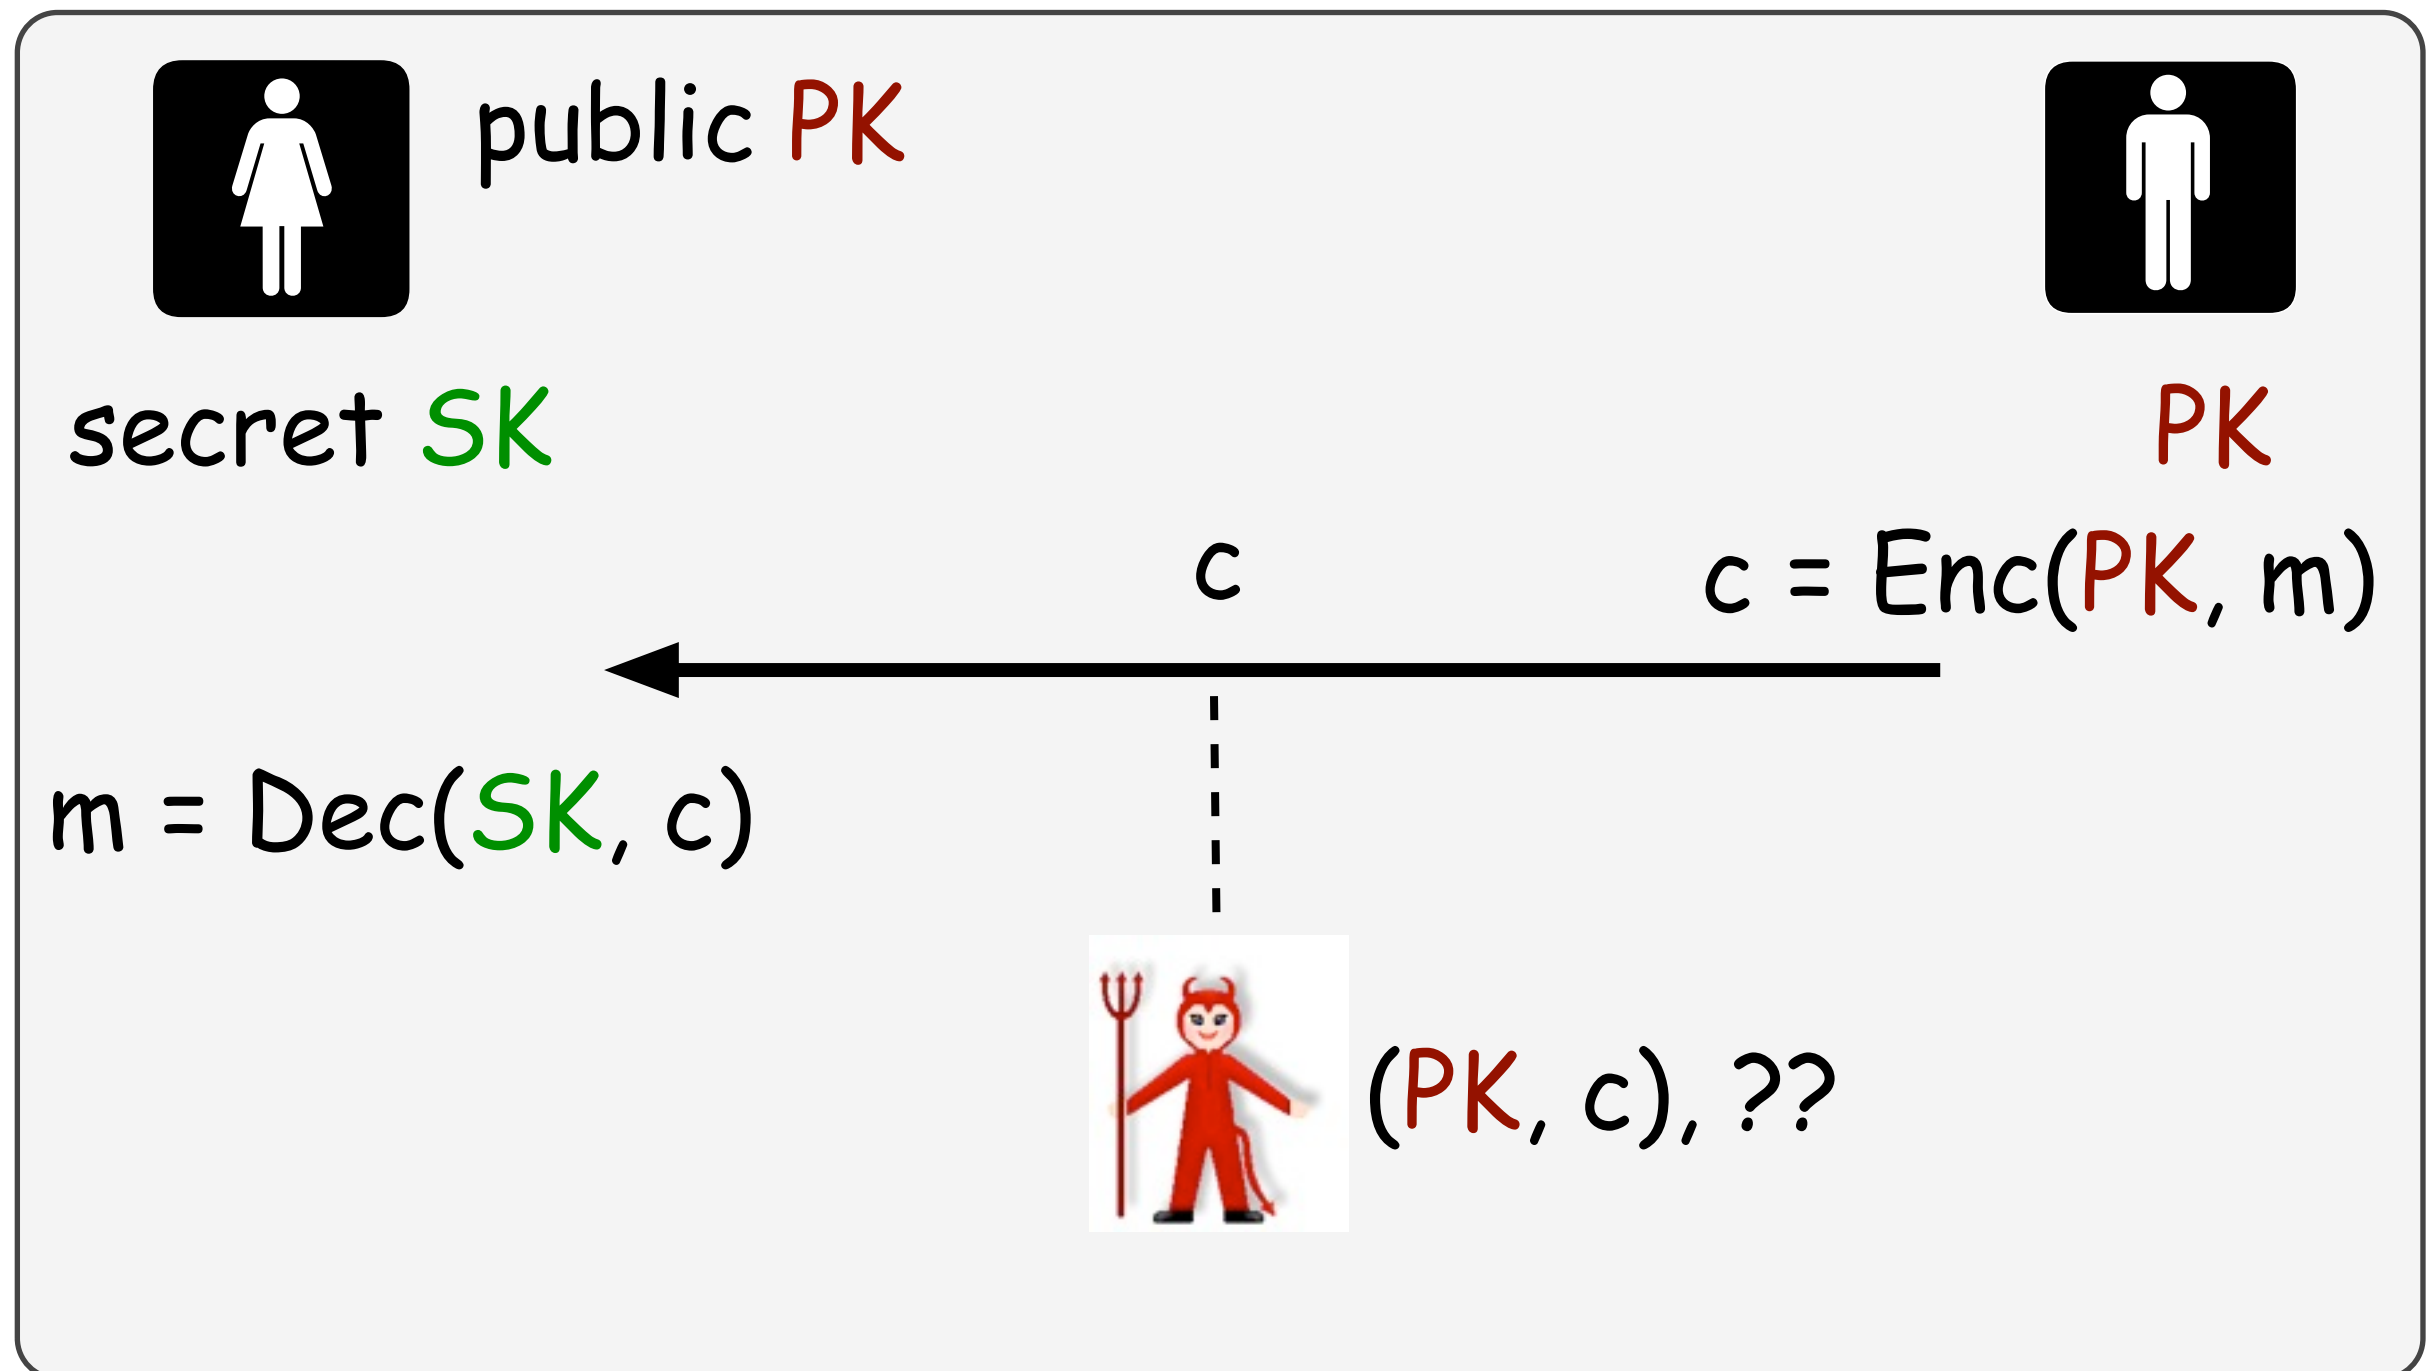 public PK
secret SK
PK
c
c = Enc(PK, m)
m = Dec(SK, c)
(PK, c), ??